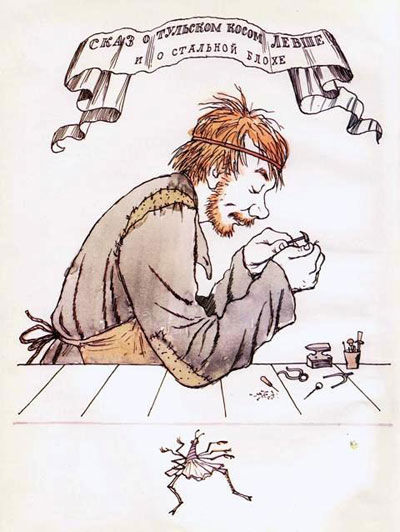 СКАЗ О ТУЛЬСКОМ КОСОМ ЛЕВШЕ
И О СТАЛЬНОЙ БЛОХЕ